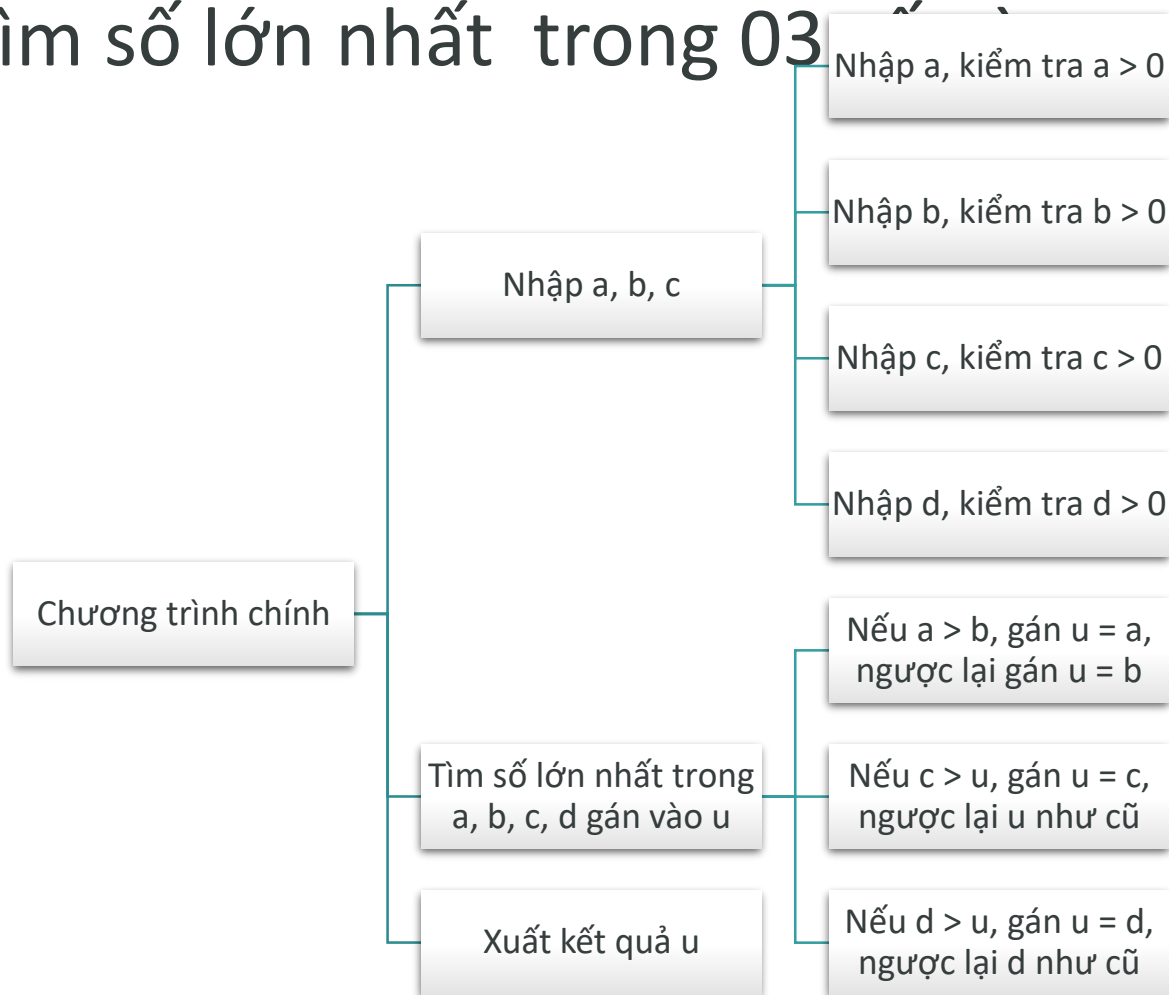 ìm số lớn nhất trong 03
Nhập a, kiểm tra a > 0
Nhập b, kiểm tra b > 0
Nhập a, b, c
Nhập c, kiểm tra c > 0
Nhập d, kiểm tra d > 0
Chương trình chính
Nếu a > b, gán u = a,
ngược lại gán u = b
Tìm số lớn nhất trong
a, b, c, d gán vào u
Nếu c > u, gán u = c,
ngược lại u như cũ
Xuất kết quả u
Nếu d > u, gán u = d,
ngược lại d như cũ